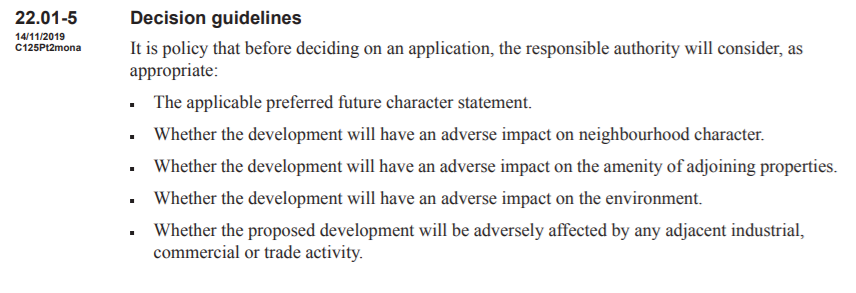 22.01-5 Decision guidelines
14/11/2019
C125Pt2mona
It is policy that before deciding on an application, the responsible authority will consider, as
appropriate:
▪ The applicable preferred future character statement.
▪ Whether the development will have an adverse impact on neighbourhood character.
▪ Whether the development will have an adverse impact on the amenity of adjoining properties.
▪ Whether the development will have an adverse impact on the environment.
▪ Whether the proposed development will be adversely affected by any adjacent industrial,
commercial or trade activity.